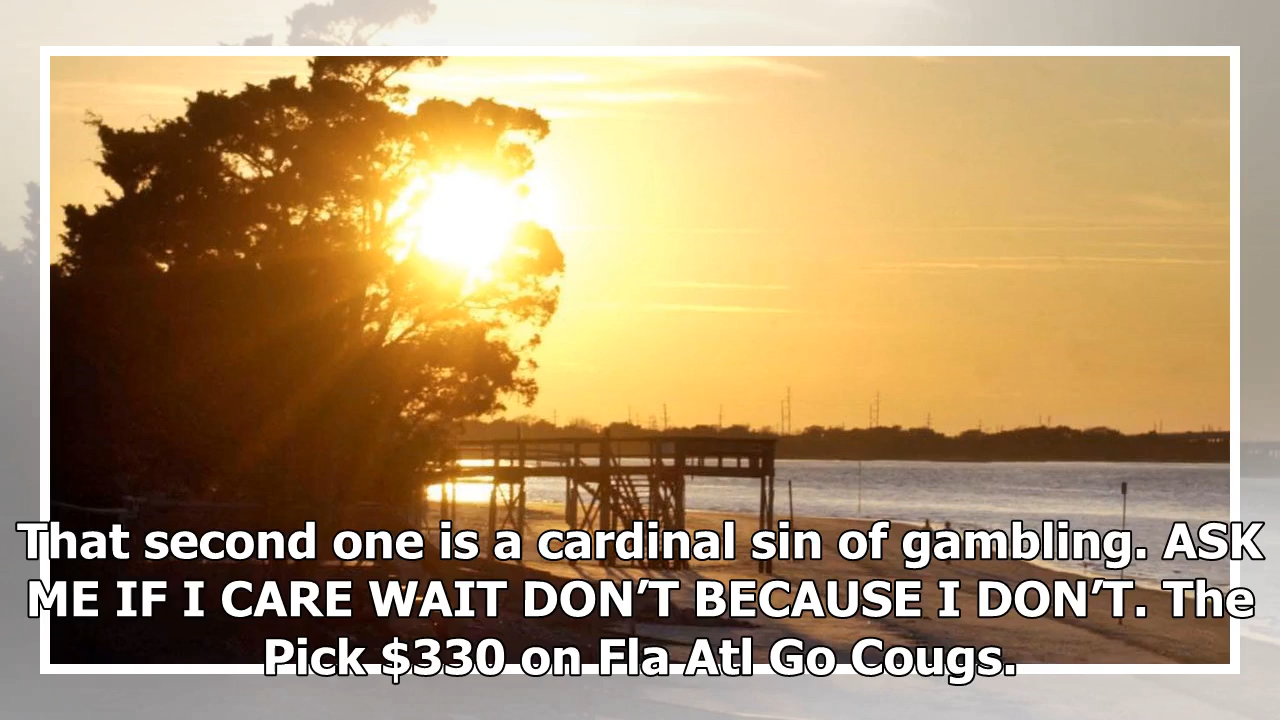 That second one is a cardinal sin of gambling. ASK
ME IF I CARE WAIT DON’T BECAUSE I DON’T. The
Pick $330 on Fla Atl Go Cougs.